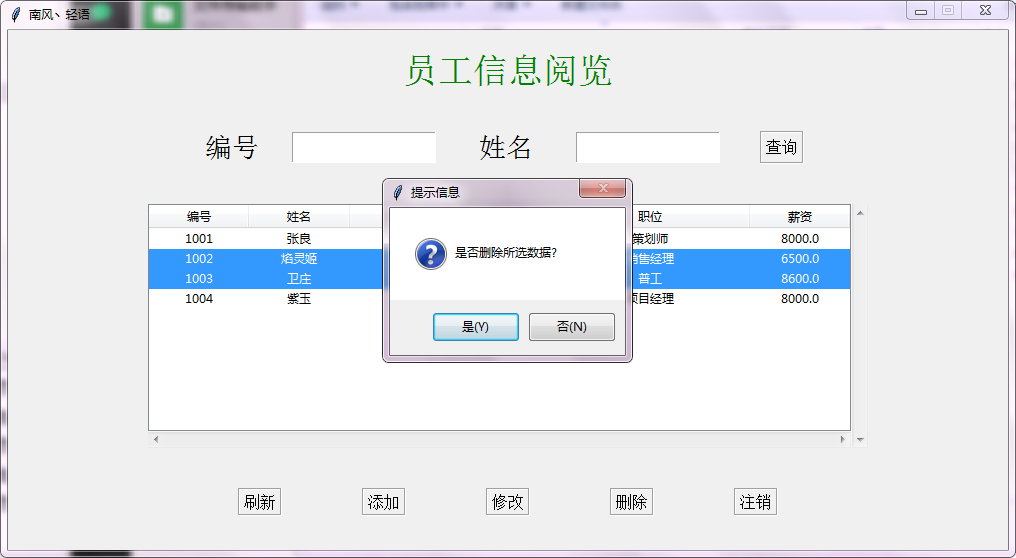 南风丶轻语
员工信息阅览
编号 姓名 查询
提示信息
编号 姓名 职位 薪资
1001 张良 策划师 8000.0
1002 焰灵姬 销售经理 6500.0
1003 卫庄 普工 8600.0
1004 紫玉 项目经理 8000.0
是否删除所选数据?
是(Y) 否(N)
刷新 添加 修改 删除 注销